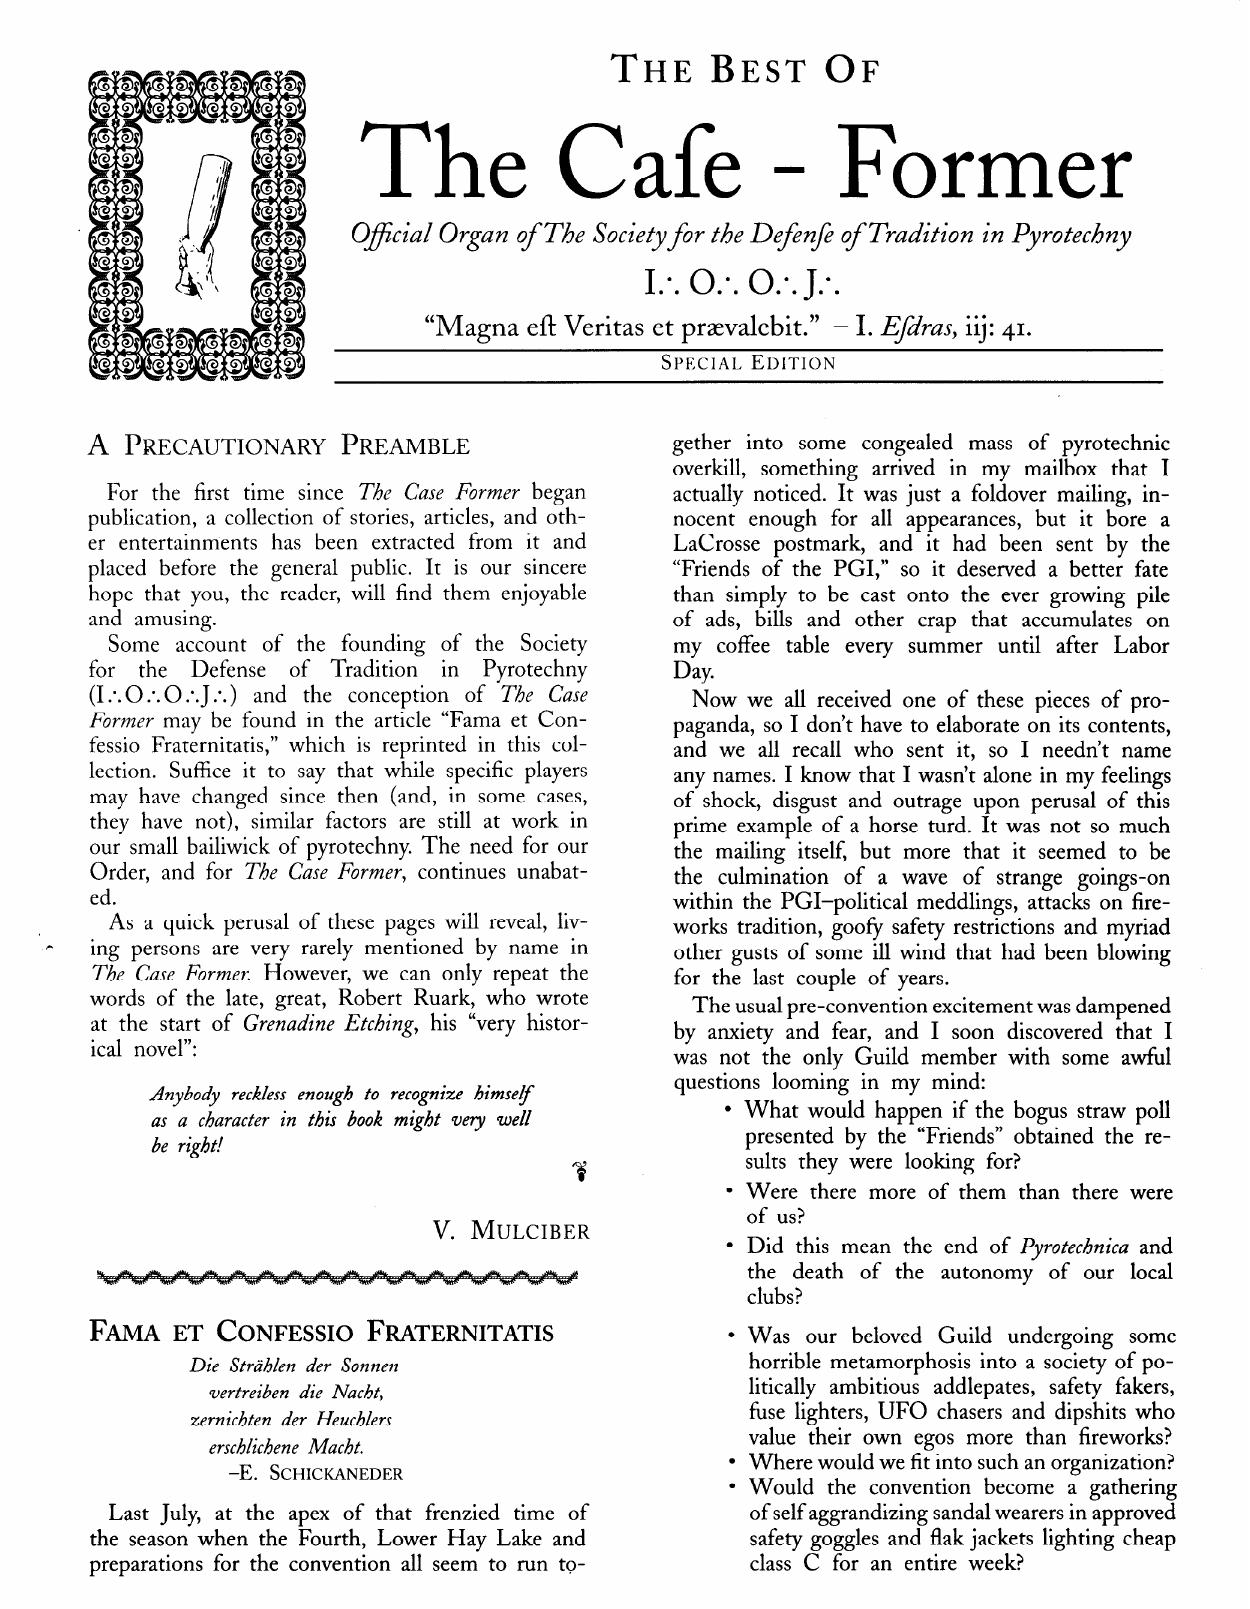 THE BEST OF
The Caſe - Former
Official Organ of The Society for the Defenſe of Tradition in Pyrotechny
I.∴ O.∴ O.∴ J.∴
“Magna eſt Veritas et prævalebit.” – I. Eſdras, iij: 41.
SPECIAL EDITION
A PRECAUTIONARY PREAMBLE
For the first time since The Case Former began
publication, a collection of stories, articles, and oth-
er entertainments has been extracted from it and
placed before the general public. It is our sincere
hope that you, the reader, will find them enjoyable
and amusing.
Some account of the founding of the Society
for the Defense of Tradition in Pyrotechny
(I.∴O.∴O.∴J.∴) and the conception of The Case
Former may be found in the article “Fama et Con-
fessio Fraternitatis,” which is reprinted in this col-
lection. Suffice it to say that while specific players
may have changed since then (and, in some cases,
they have not), similar factors are still at work in
our small bailiwick of pyrotechny. The need for our
Order, and for The Case Former, continues unabat-
ed.
As a quick perusal of these pages will reveal, liv-
ing persons are very rarely mentioned by name in
The Case Former. However, we can only repeat the
words of the late, great, Robert Ruark, who wrote
at the start of Grenadine Etching, his “very histor-
ical novel”:
Anybody reckless enough to recognize himself
as a character in this book might very well
be right!
V. MULCIBER
FAMA ET CONFESSIO FRATERNITATIS
Die Strählen der Sonnen
vertreiben die Nacht,
zernichten der Heuchlers
erschlichene Macht.
–E. SCHICKANEDER
Last July, at the apex of that frenzied time of
the season when the Fourth, Lower Hay Lake and
preparations for the convention all seem to run to-
gether into some congealed mass of pyrotechnic
overkill, something arrived in my mailbox that I
actually noticed. It was just a foldover mailing, in-
nocent enough for all appearances, but it bore a
LaCrosse postmark, and it had been sent by the
“Friends of the PGI,” so it deserved a better fate
than simply to be cast onto the ever growing pile
of ads, bills and other crap that accumulates on
my coffee table every summer until after Labor
Day.
Now we all received one of these pieces of pro-
paganda, so I don’t have to elaborate on its contents,
and we all recall who sent it, so I needn’t name
any names. I know that I wasn’t alone in my feelings
of shock, disgust and outrage upon perusal of this
prime example of a horse turd. It was not so much
the mailing itself, but more that it seemed to be
the culmination of a wave of strange goings-on
within the PGI–political meddlings, attacks on fire-
works tradition, goofy safety restrictions and myriad
other gusts of some ill wind that had been blowing
for the last couple of years.
The usual pre-convention excitement was dampened
by anxiety and fear, and I soon discovered that I
was not the only Guild member with some awful
questions looming in my mind:
• What would happen if the bogus straw poll
presented by the “Friends” obtained the re-
sults they were looking for?
• Were there more of them than there were
of us?
• Did this mean the end of Pyrotechnica and
the death of the autonomy of our local
clubs?
• Was our beloved Guild undergoing some
horrible metamorphosis into a society of po-
litically ambitious addlepates, safety fakers,
fuse lighters, UFO chasers and dipshits who
value their own egos more than fireworks?
• Where would we fit into such an organization?
• Would the convention become a gathering
of self aggrandizing sandal wearers in approved
safety goggles and flak jackets lighting cheap
class C for an entire week?